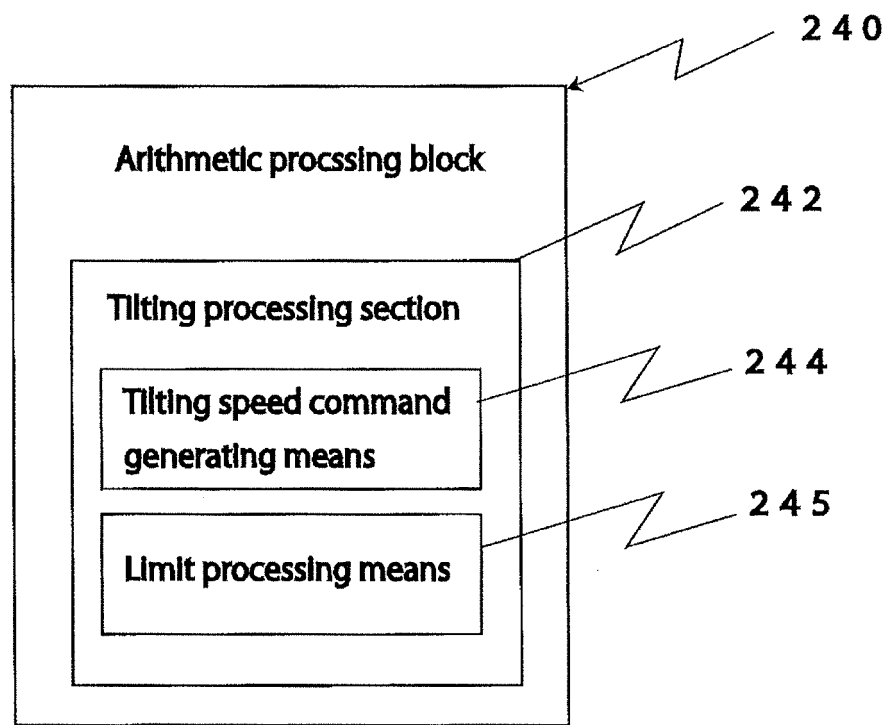 240
Arithmetic procssing block
242
Tilting processing section
244
Tilting speed command
generating means
245
Limit processing means